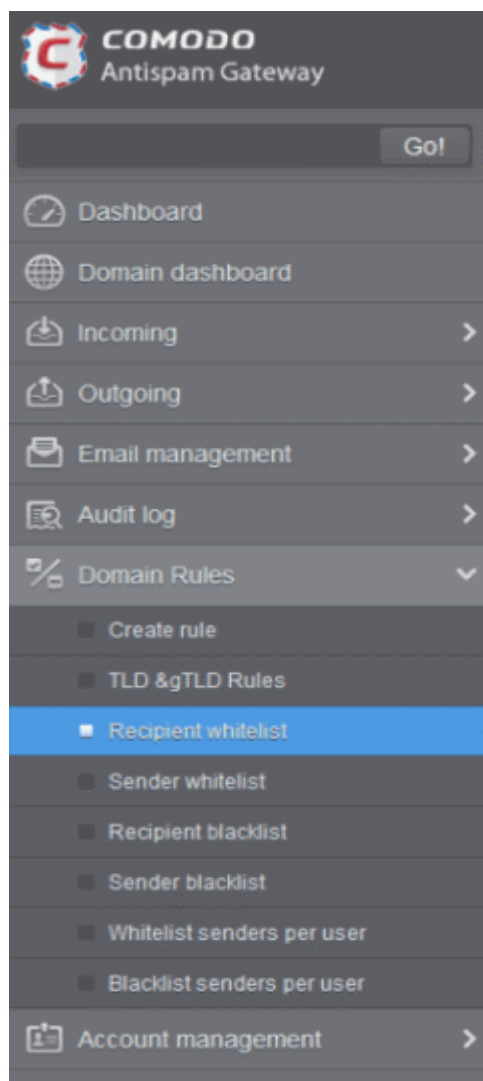 COMODO
Antispam Gateway
Go!
Dashboard
Domain dashboard
Incoming
Outgoing
Email management
Audit log
Domain Rules
Create rule
TLD &gTLD Rules
Recipient whitelist
Sender whitelist
Recipient blacklist
Sender blacklist
Whitelist senders per user
Blacklist senders per user
Account management